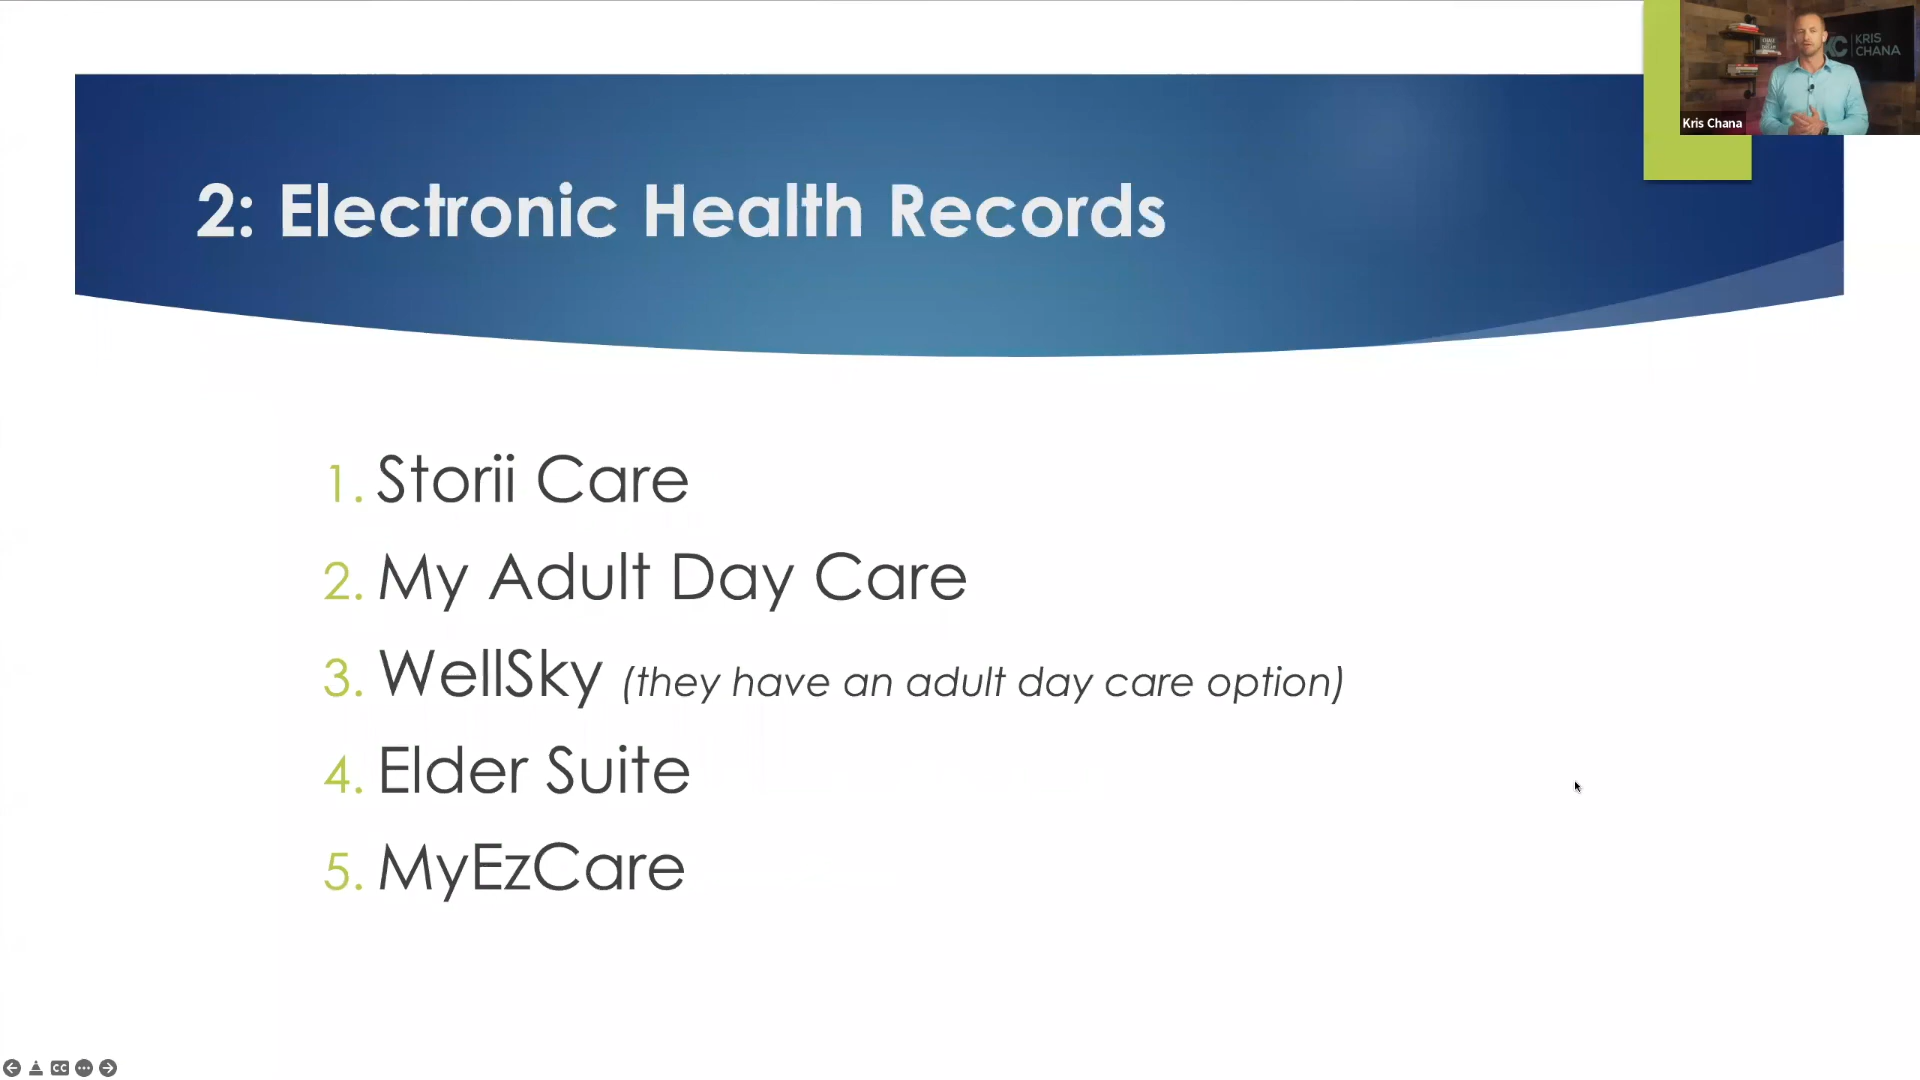 KRIS
CHANA
Kris Chana
2: Electronic Health Records
1. Storii Care
2. My Adult Day Care
3. WellSky (they have an adult day care option)
4. Elder Suite
5. MyEzCare
CC